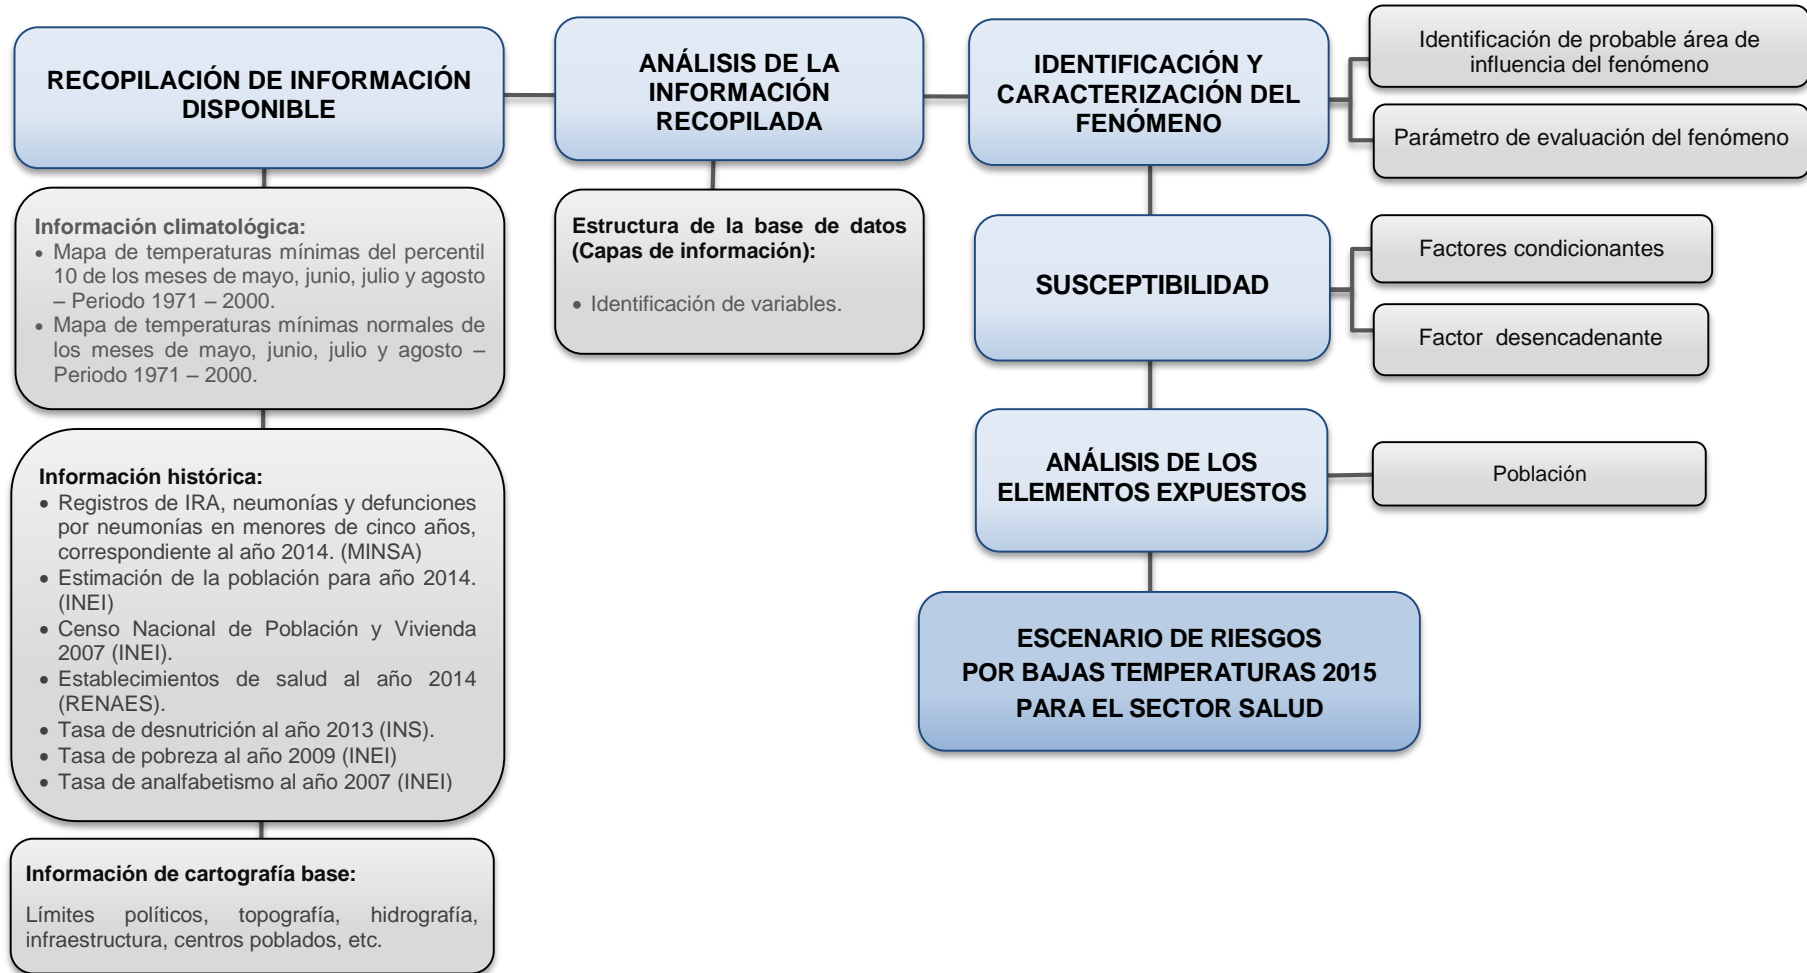 RECOPILACIÓN DE INFORMACIÓN
DISPONIBLE
Información climatológica:
• Mapa de temperaturas mínimas del percentil
10 de los meses de mayo, junio, julio y agosto
– Periodo 1971 – 2000.
• Mapa de temperaturas mínimas normales de
los meses de mayo, junio, julio y agosto –
Periodo 1971 – 2000.
Información histórica:
• Registros de IRA, neumonías y defunciones
por neumonías en menores de cinco años,
correspondiente al año 2014. (MINSA)
• Estimación de la población para año 2014.
(INEI)
• Censo Nacional de Población y Vivienda
2007 (INEI).
• Establecimientos de salud al año 2014
(RENAES).
• Tasa de desnutrición al año 2013 (INS).
• Tasa de pobreza al año 2009 (INEI)
• Tasa de analfabetismo al año 2007 (INEI)
Información de cartografía base:
Límites políticos, topografía, hidrografía,
infraestructura, centros poblados, etc.
ANÁLISIS DE LA
INFORMACIÓN
RECOPILADA
Estructura de la base de datos
(Capas de información):
• Identificación de variables.
IDENTIFICACIÓN Y
CARACTERIZACIÓN DEL
FENÓMENO
Identificación de probable área de
influencia del fenómeno
Parámetro de evaluación del fenómeno
SUSCEPTIBILIDAD
Factores condicionantes
Factor desencadenante
ANÁLISIS DE LOS
ELEMENTOS EXPUESTOS
Población
ESCENARIO DE RIESGOS
POR BAJAS TEMPERATURAS 2015
PARA EL SECTOR SALUD